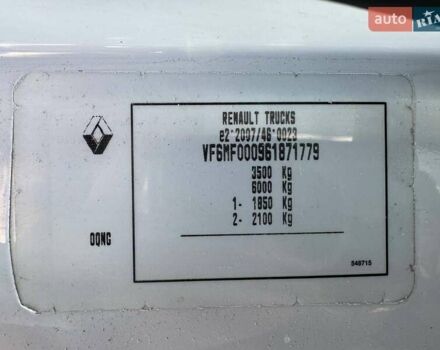 auto RIA
RENAULT TRUCKS
e2*2007/46*0023
VF6MF000961871779
3500 Kg
6000 Kg
1- 1850 Kg
2- 2100 Kg
OQNG
548715